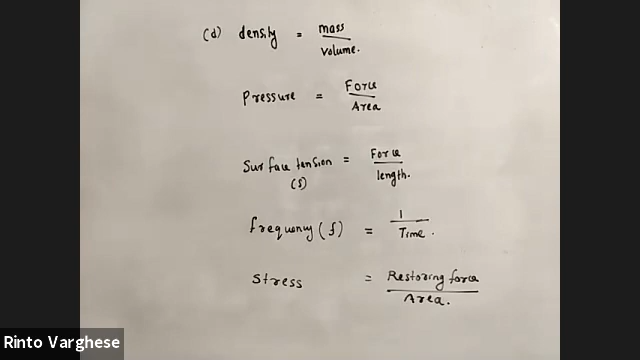 (d) density = mass / volume.
Pressure = Force / Area
Surface tension (S) = Force / length.
frequency (f) = 1 / Time.
Stress = Restoring force / Area.
Rinto Varghese